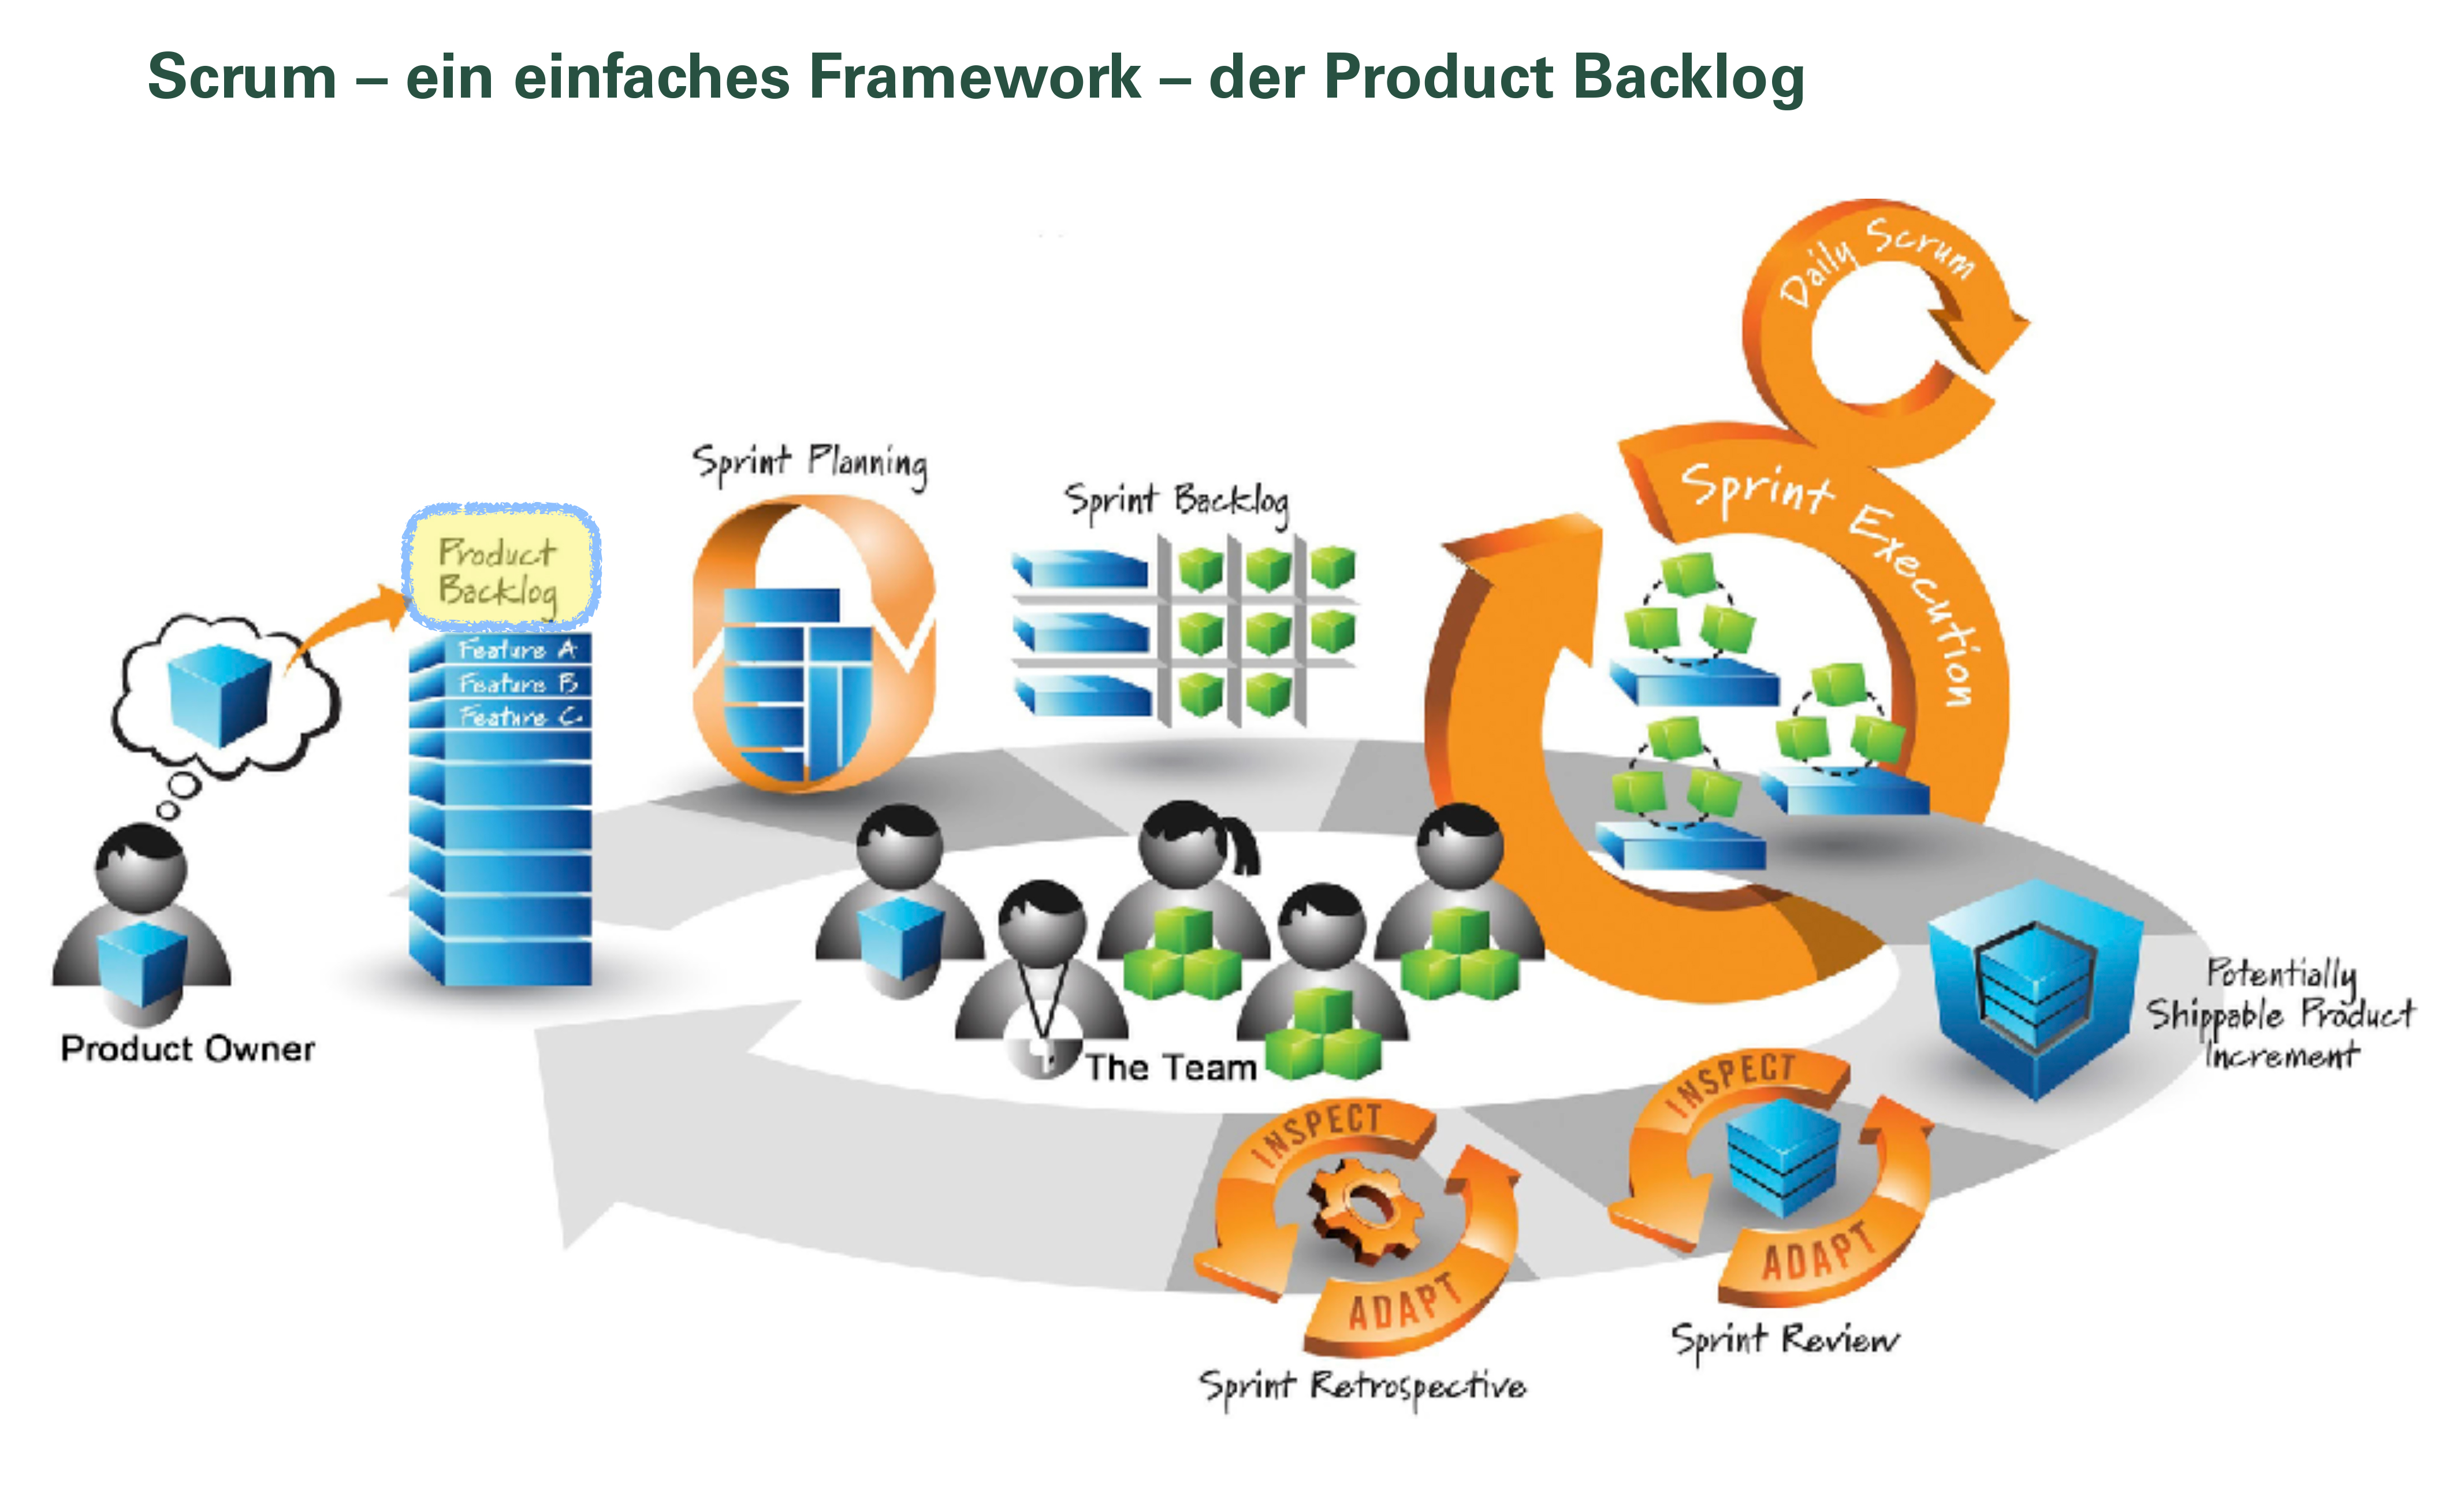 Scrum – ein einfaches Framework – der Product Backlog
Daily Scrum
Sprint Planning
Sprint Execution
Sprint Backlog
Product
Backlog
Feature A
Feature B
Feature C
Potentially
Shippable Product
Increment
Product Owner
The Team
INSPECT
ADAPT
Sprint Review
INSPECT
ADAPT
Sprint Retrospective